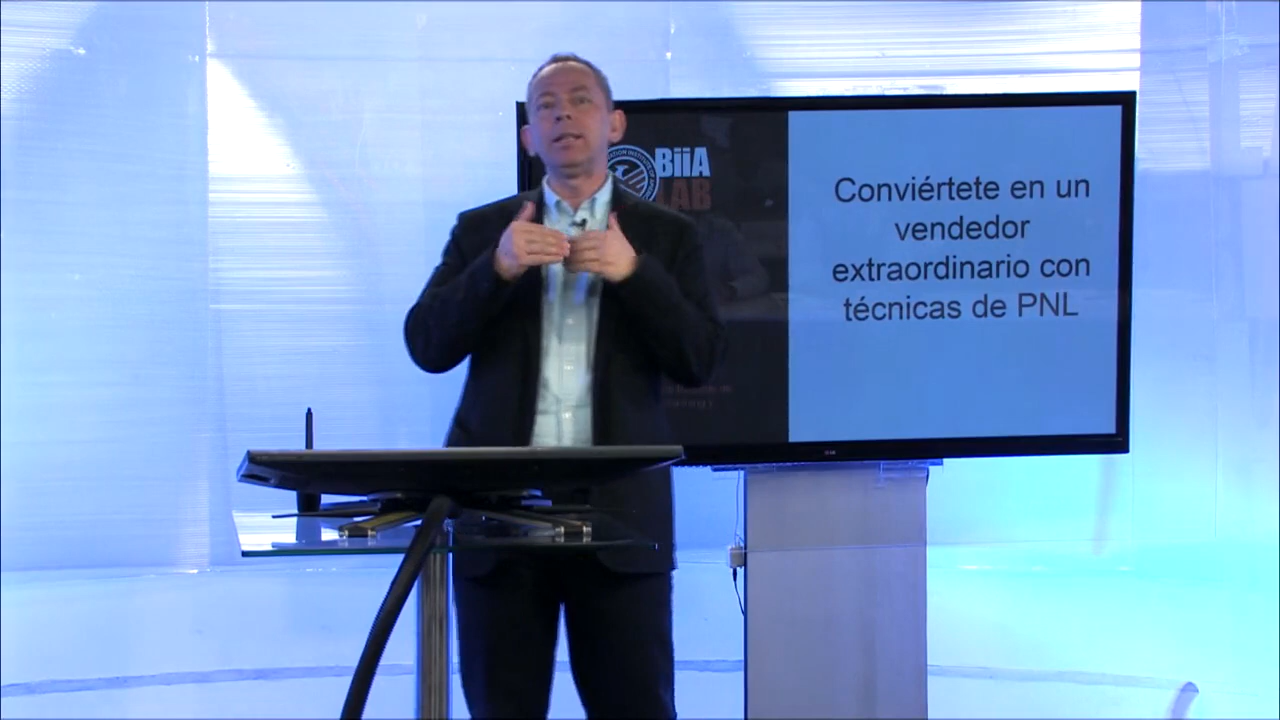 BiiA
LAB
Conviértete en un
vendedor
extraordinario con
técnicas de PNL